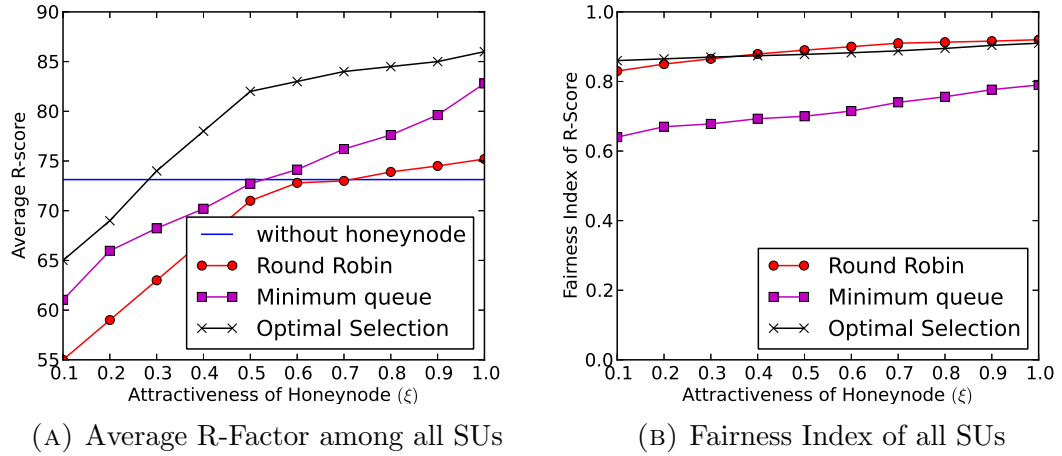 90
85
80
75
70
65
60
55
0.1 0.2 0.3 0.4 0.5 0.6 0.7 0.8 0.9 1.0
Average R-score
Attractiveness of Honeynode (ξ)
without honeynode
Round Robin
Minimum queue
Optimal Selection
(A) Average R-Factor among all SUs
1.0
0.8
0.6
0.4
0.2
0.0
0.1 0.2 0.3 0.4 0.5 0.6 0.7 0.8 0.9 1.0
Fairness Index of R-Score
Attractiveness of Honeynode (ξ)
Round Robin
Minimum queue
Optimal Selection
(B) Fairness Index of all SUs